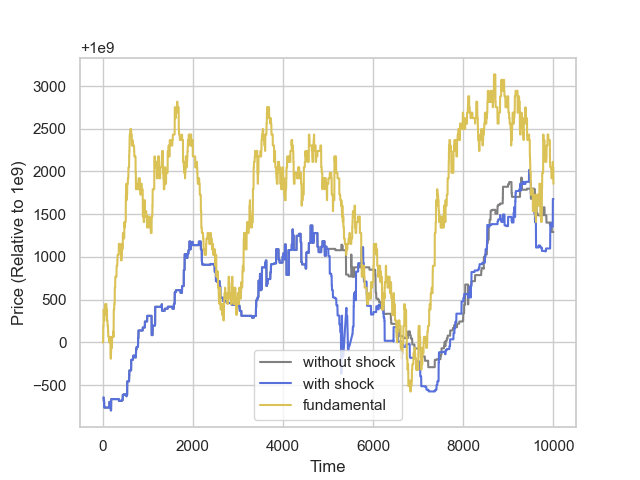 +1e9
3000
2500
2000
1500
1000
500
0
−500
Price (Relative to 1e9)
without shock
with shock
fundamental
0 2000 4000 6000 8000 10000
Time